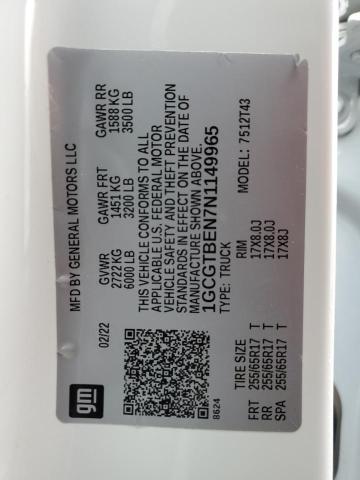 MFD BY GENERAL MOTORS LLC
02/22 GVWR GAWR FRT GAWR RR
2722 KG 1451 KG 1588 KG
6000 LB 3200 LB 3500 LB
THIS VEHICLE CONFORMS TO ALL
APPLICABLE U.S. FEDERAL MOTOR
VEHICLE SAFETY AND THEFT PREVENTION
STANDARDS IN EFFECT ON THE DATE OF
MANUFACTURE SHOWN ABOVE.
1GCGTBEN7N1149965
TYPE: TRUCK MODEL: 7512T43
8624
gm
TIRE SIZE RIM
FRT 255/65R17 T 17X8.0J
RR 255/65R17 T 17X8.0J
SPA 255/65R17 T 17X8J